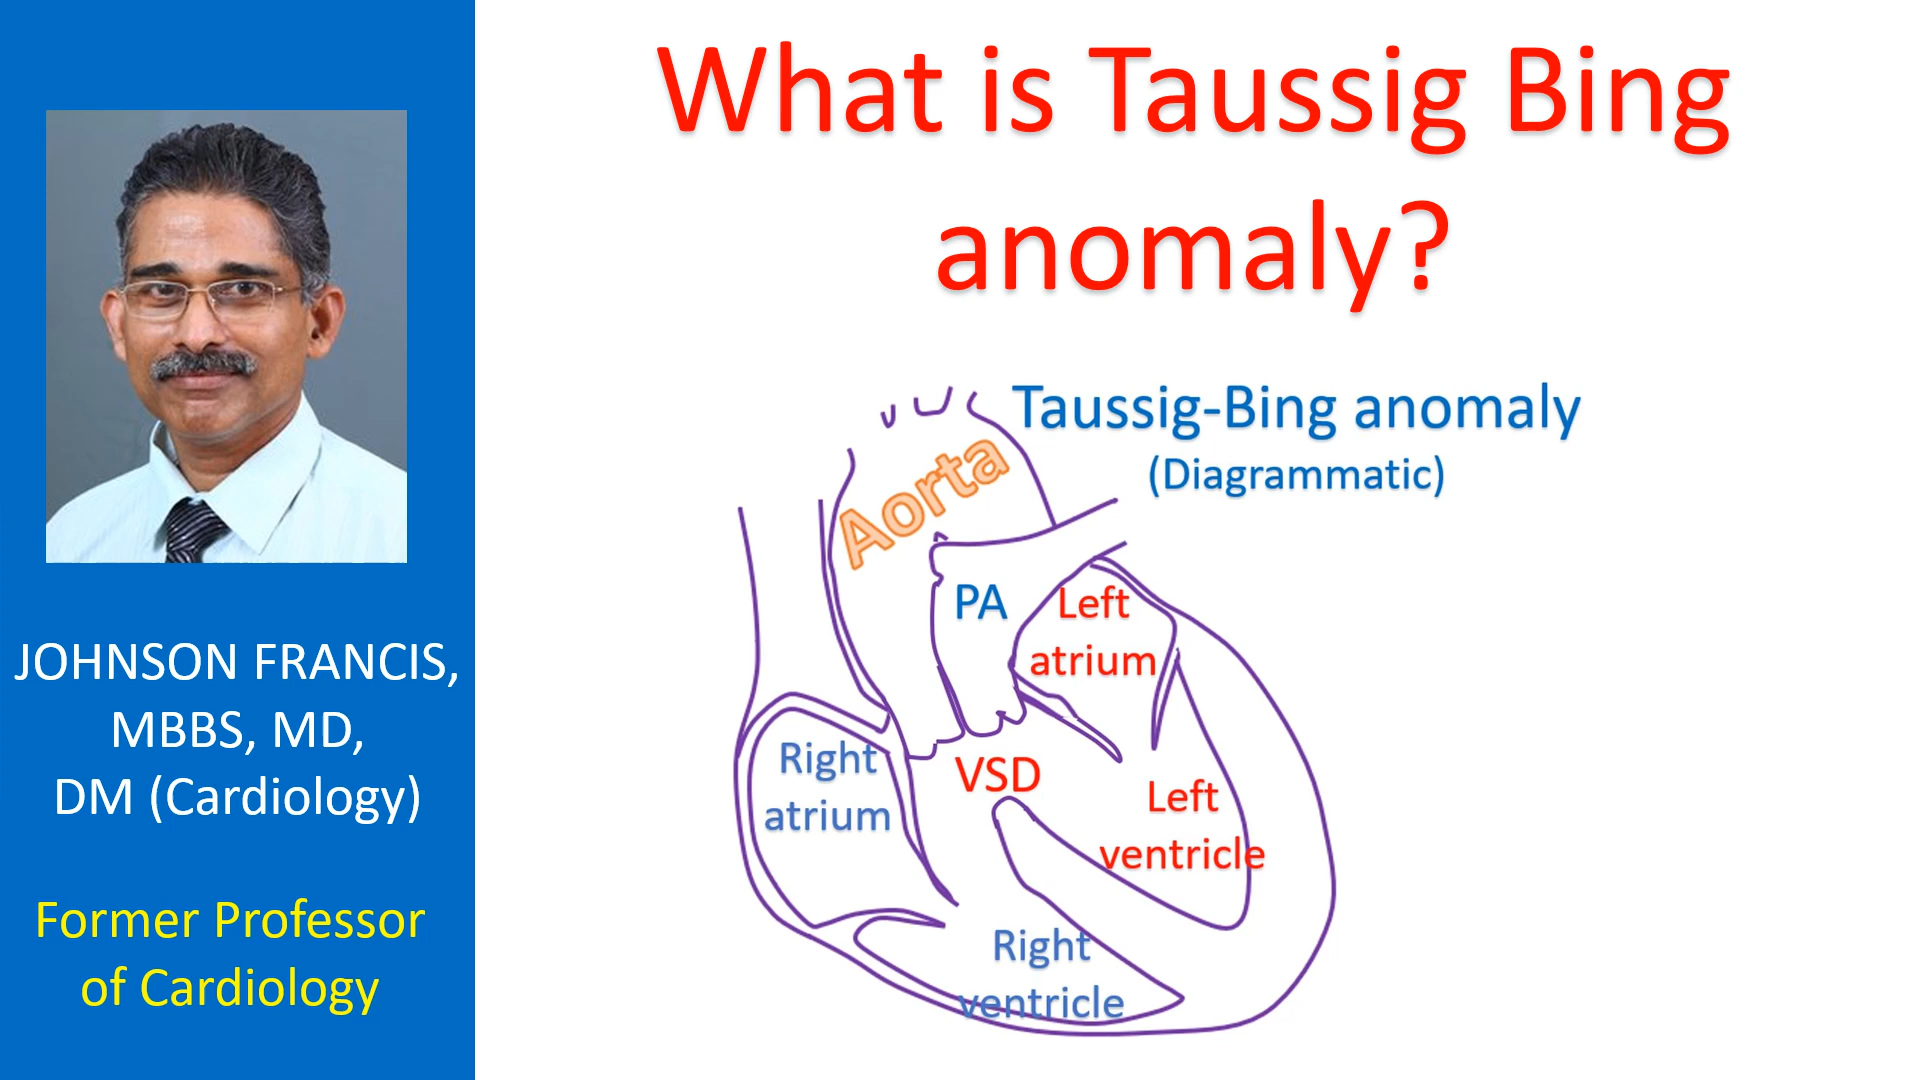 What is Taussig Bing
anomaly?
JOHNSON FRANCIS,
MBBS, MD,
DM (Cardiology)
Former Professor
of Cardiology
Taussig-Bing anomaly
(Diagrammatic)
Aorta
PA
Left
atrium
Right
atrium
VSD
Left
ventricle
Right
ventricle